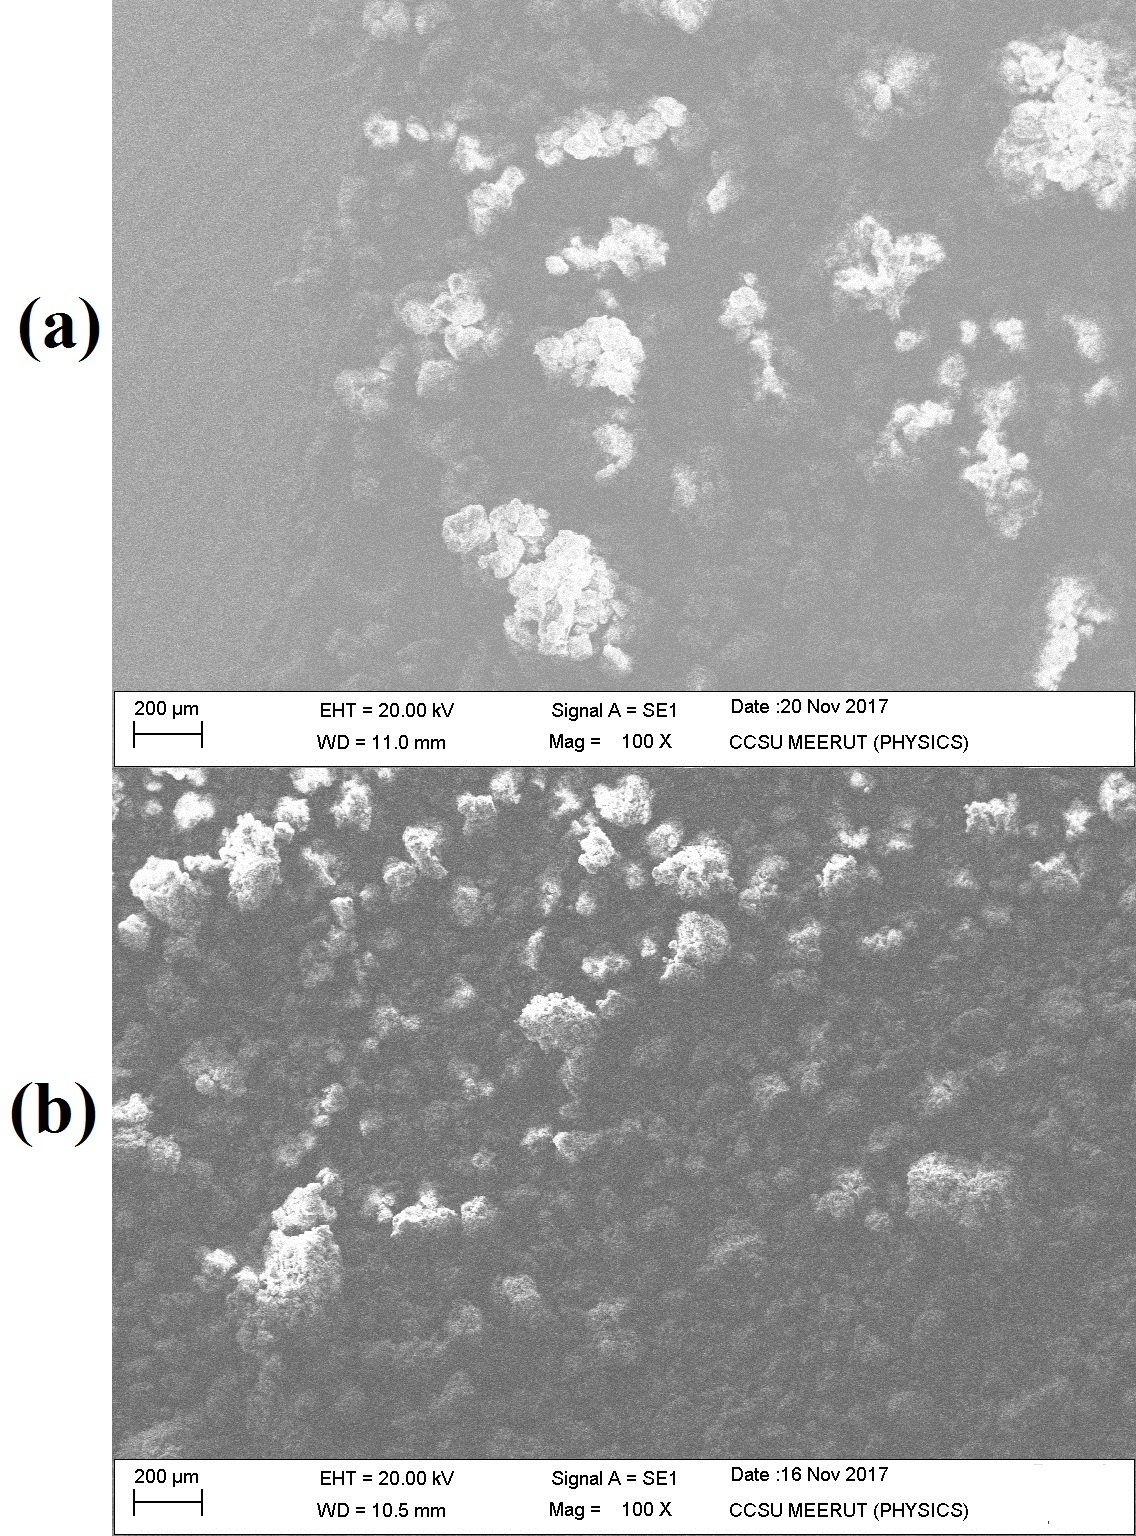 (a)
200 µm EHT = 20.00 kV Signal A = SE1 Date :20 Nov 2017
WD = 11.0 mm Mag = 100 X CCSU MEERUT (PHYSICS)
(b)
200 µm EHT = 20.00 kV Signal A = SE1 Date :16 Nov 2017
WD = 10.5 mm Mag = 100 X CCSU MEERUT (PHYSICS)